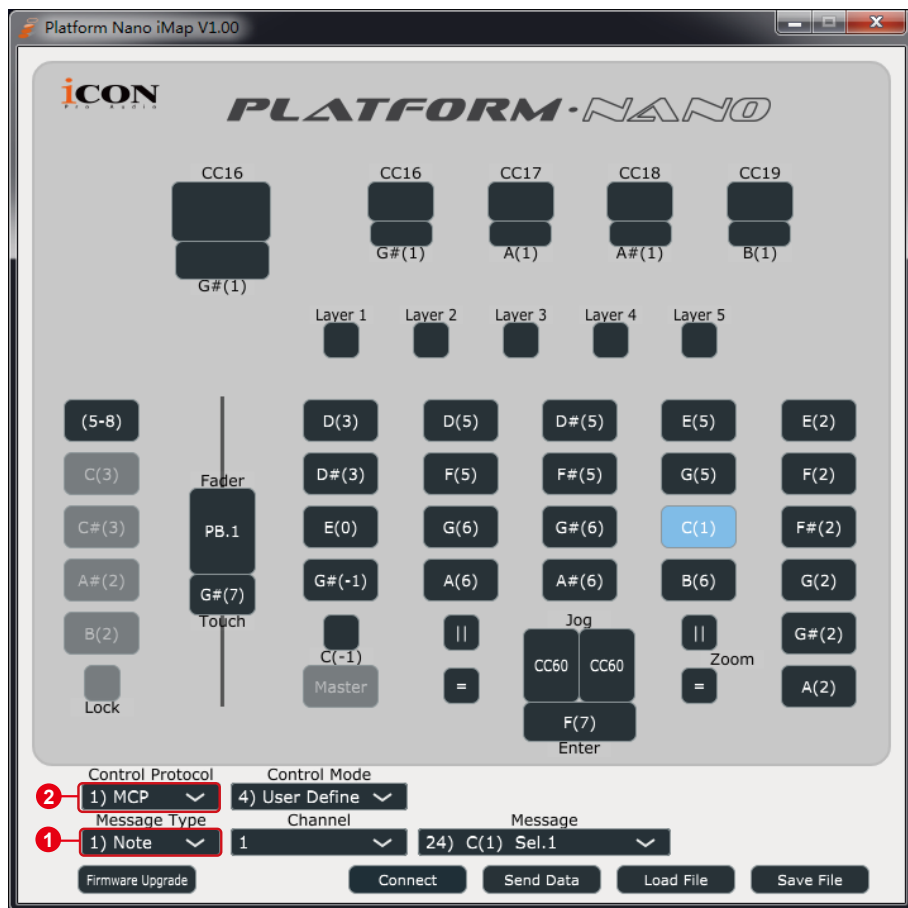 Platform Nano iMap V1.00
iCON
Pro Audio
PLATFORM·NANO
CC16 CC16 CC17 CC18 CC19
G#(1) A(1) A#(1) B(1)
G#(1)
Layer 1 Layer 2 Layer 3 Layer 4 Layer 5
(5-8) D(3) D(5) D#(5) E(5) E(2)
C(3) Fader D#(3) F(5) F#(5) G(5) F(2)
C#(3) PB.1 E(0) G(6) G#(6) C(1) F#(2)
A#(2) G#(7) G#(-1) A(6) A#(6) B(6) G(2)
B(2) Touch C(-1) || Jog || G#(2)
Master = CC60 CC60 = Zoom A(2)
Lock F(7)
Enter
Control Protocol Control Mode
2 1) MCP 4) User Define
Message Type Channel Message
1 1) Note 1 24) C(1) Sel.1
Firmware Upgrade Connect Send Data Load File Save File